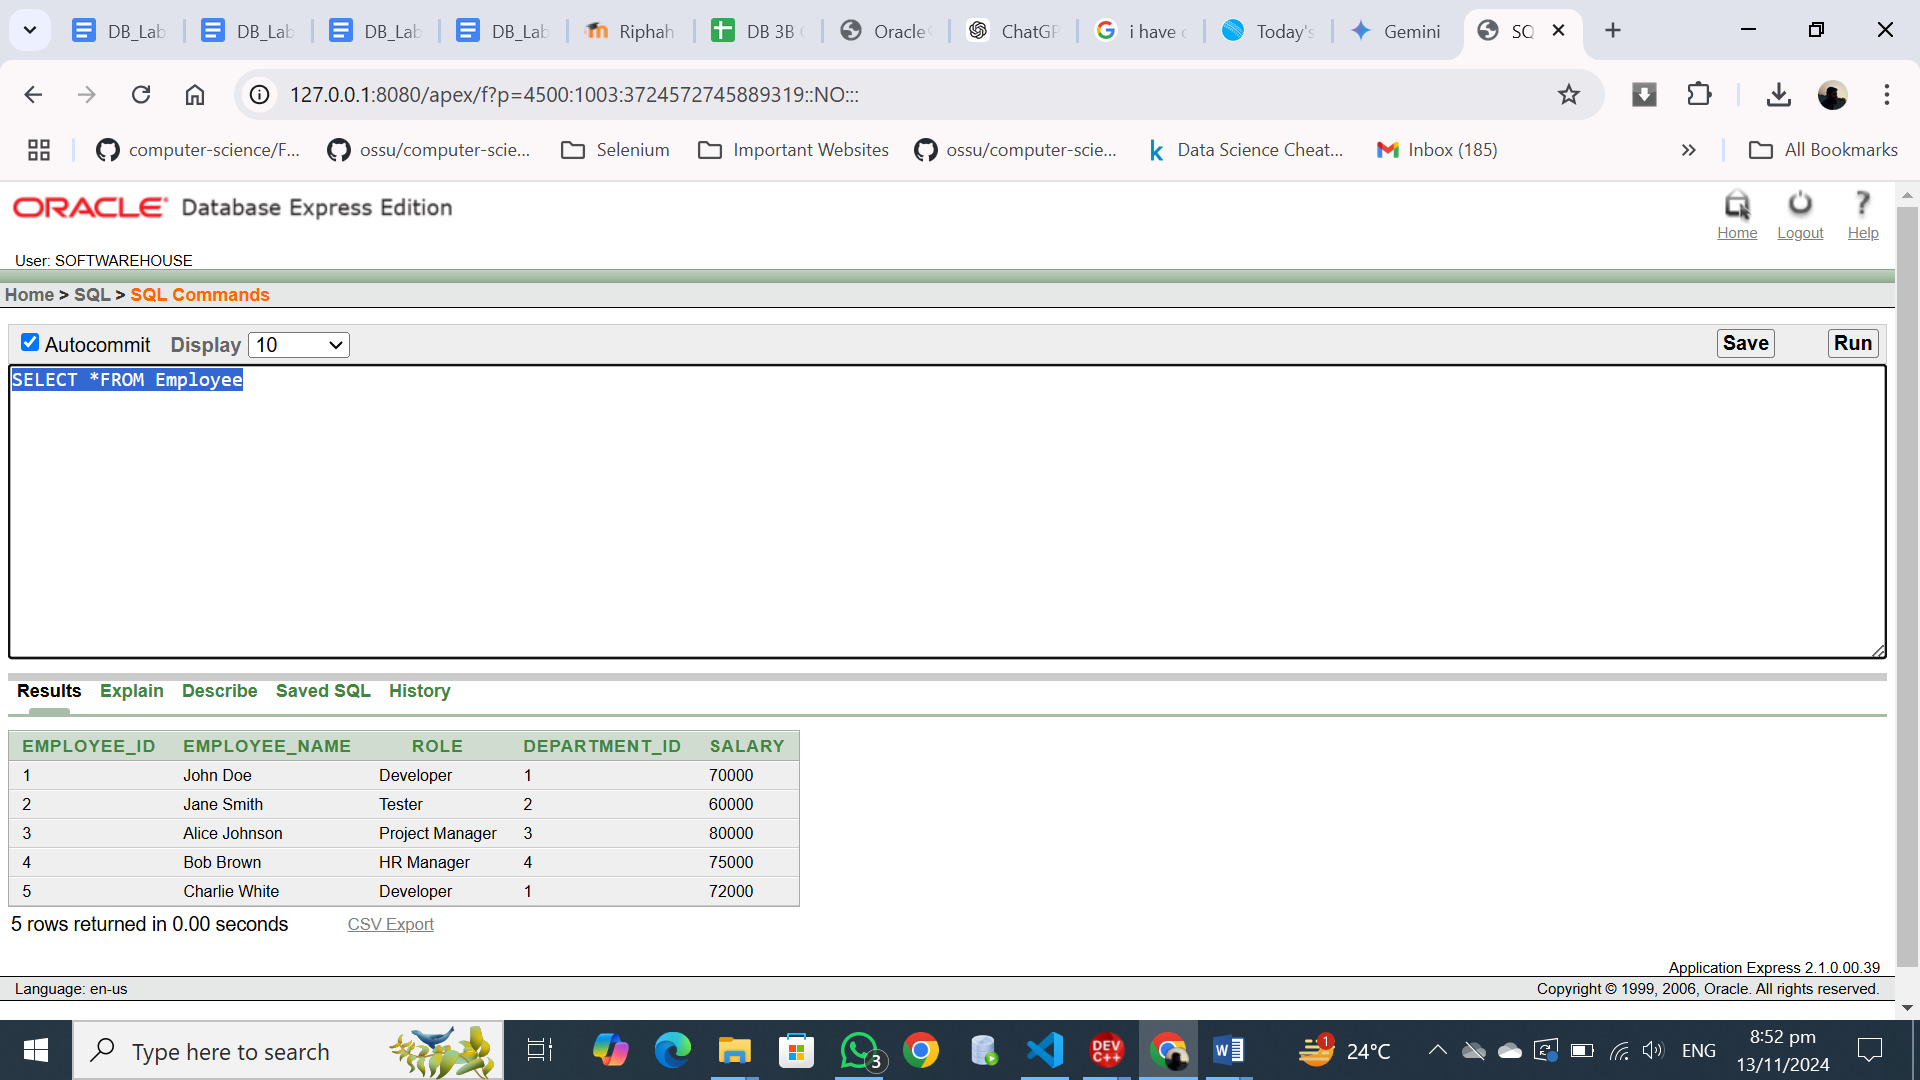 DB_Lab DB_Lab DB_Lab DB_Lab Riphah DB 3B Oracle ChatGP i have Today's Gemini SQ
127.0.0.1:8080/apex/f?p=4500:1003:3724572745889319::NO:::
computer-science/F... ossu/computer-scie... Selenium Important Websites ossu/computer-scie... Data Science Cheat... Inbox (185) All Bookmarks
ORACLE Database Express Edition
Home Logout Help
User: SOFTWAREHOUSE
Home > SQL > SQL Commands
Autocommit Display 10 Save Run
SELECT *FROM Employee
Results Explain Describe Saved SQL History
EMPLOYEE_ID EMPLOYEE_NAME ROLE DEPARTMENT_ID SALARY
1 John Doe Developer 1 70000
2 Jane Smith Tester 2 60000
3 Alice Johnson Project Manager 3 80000
4 Bob Brown HR Manager 4 75000
5 Charlie White Developer 1 72000
5 rows returned in 0.00 seconds CSV Export
Application Express 2.1.0.00.39
Language: en-us Copyright © 1999, 2006, Oracle. All rights reserved.
Type here to search 3 DEV C++ 1 24°C ENG 8:52 pm
13/11/2024